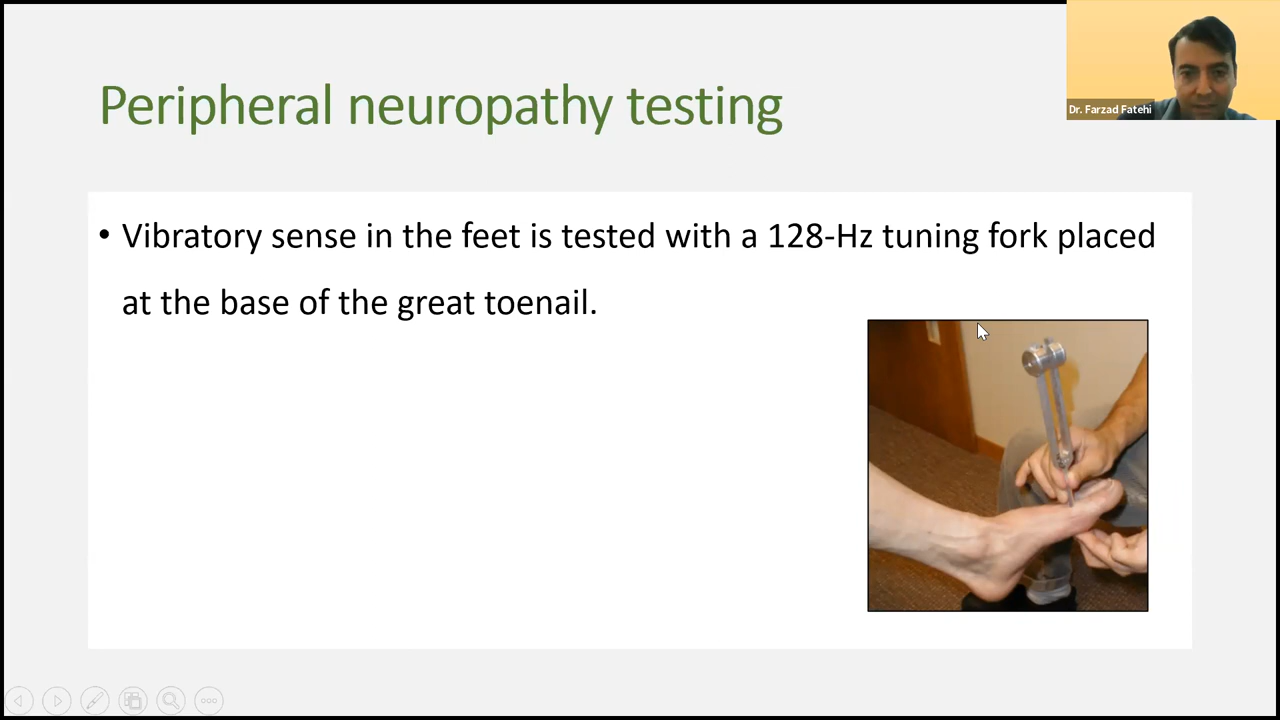 Peripheral neuropathy testing
Dr. Farzad Fatehi
• Vibratory sense in the feet is tested with a 128-Hz tuning fork placed
at the base of the great toenail.